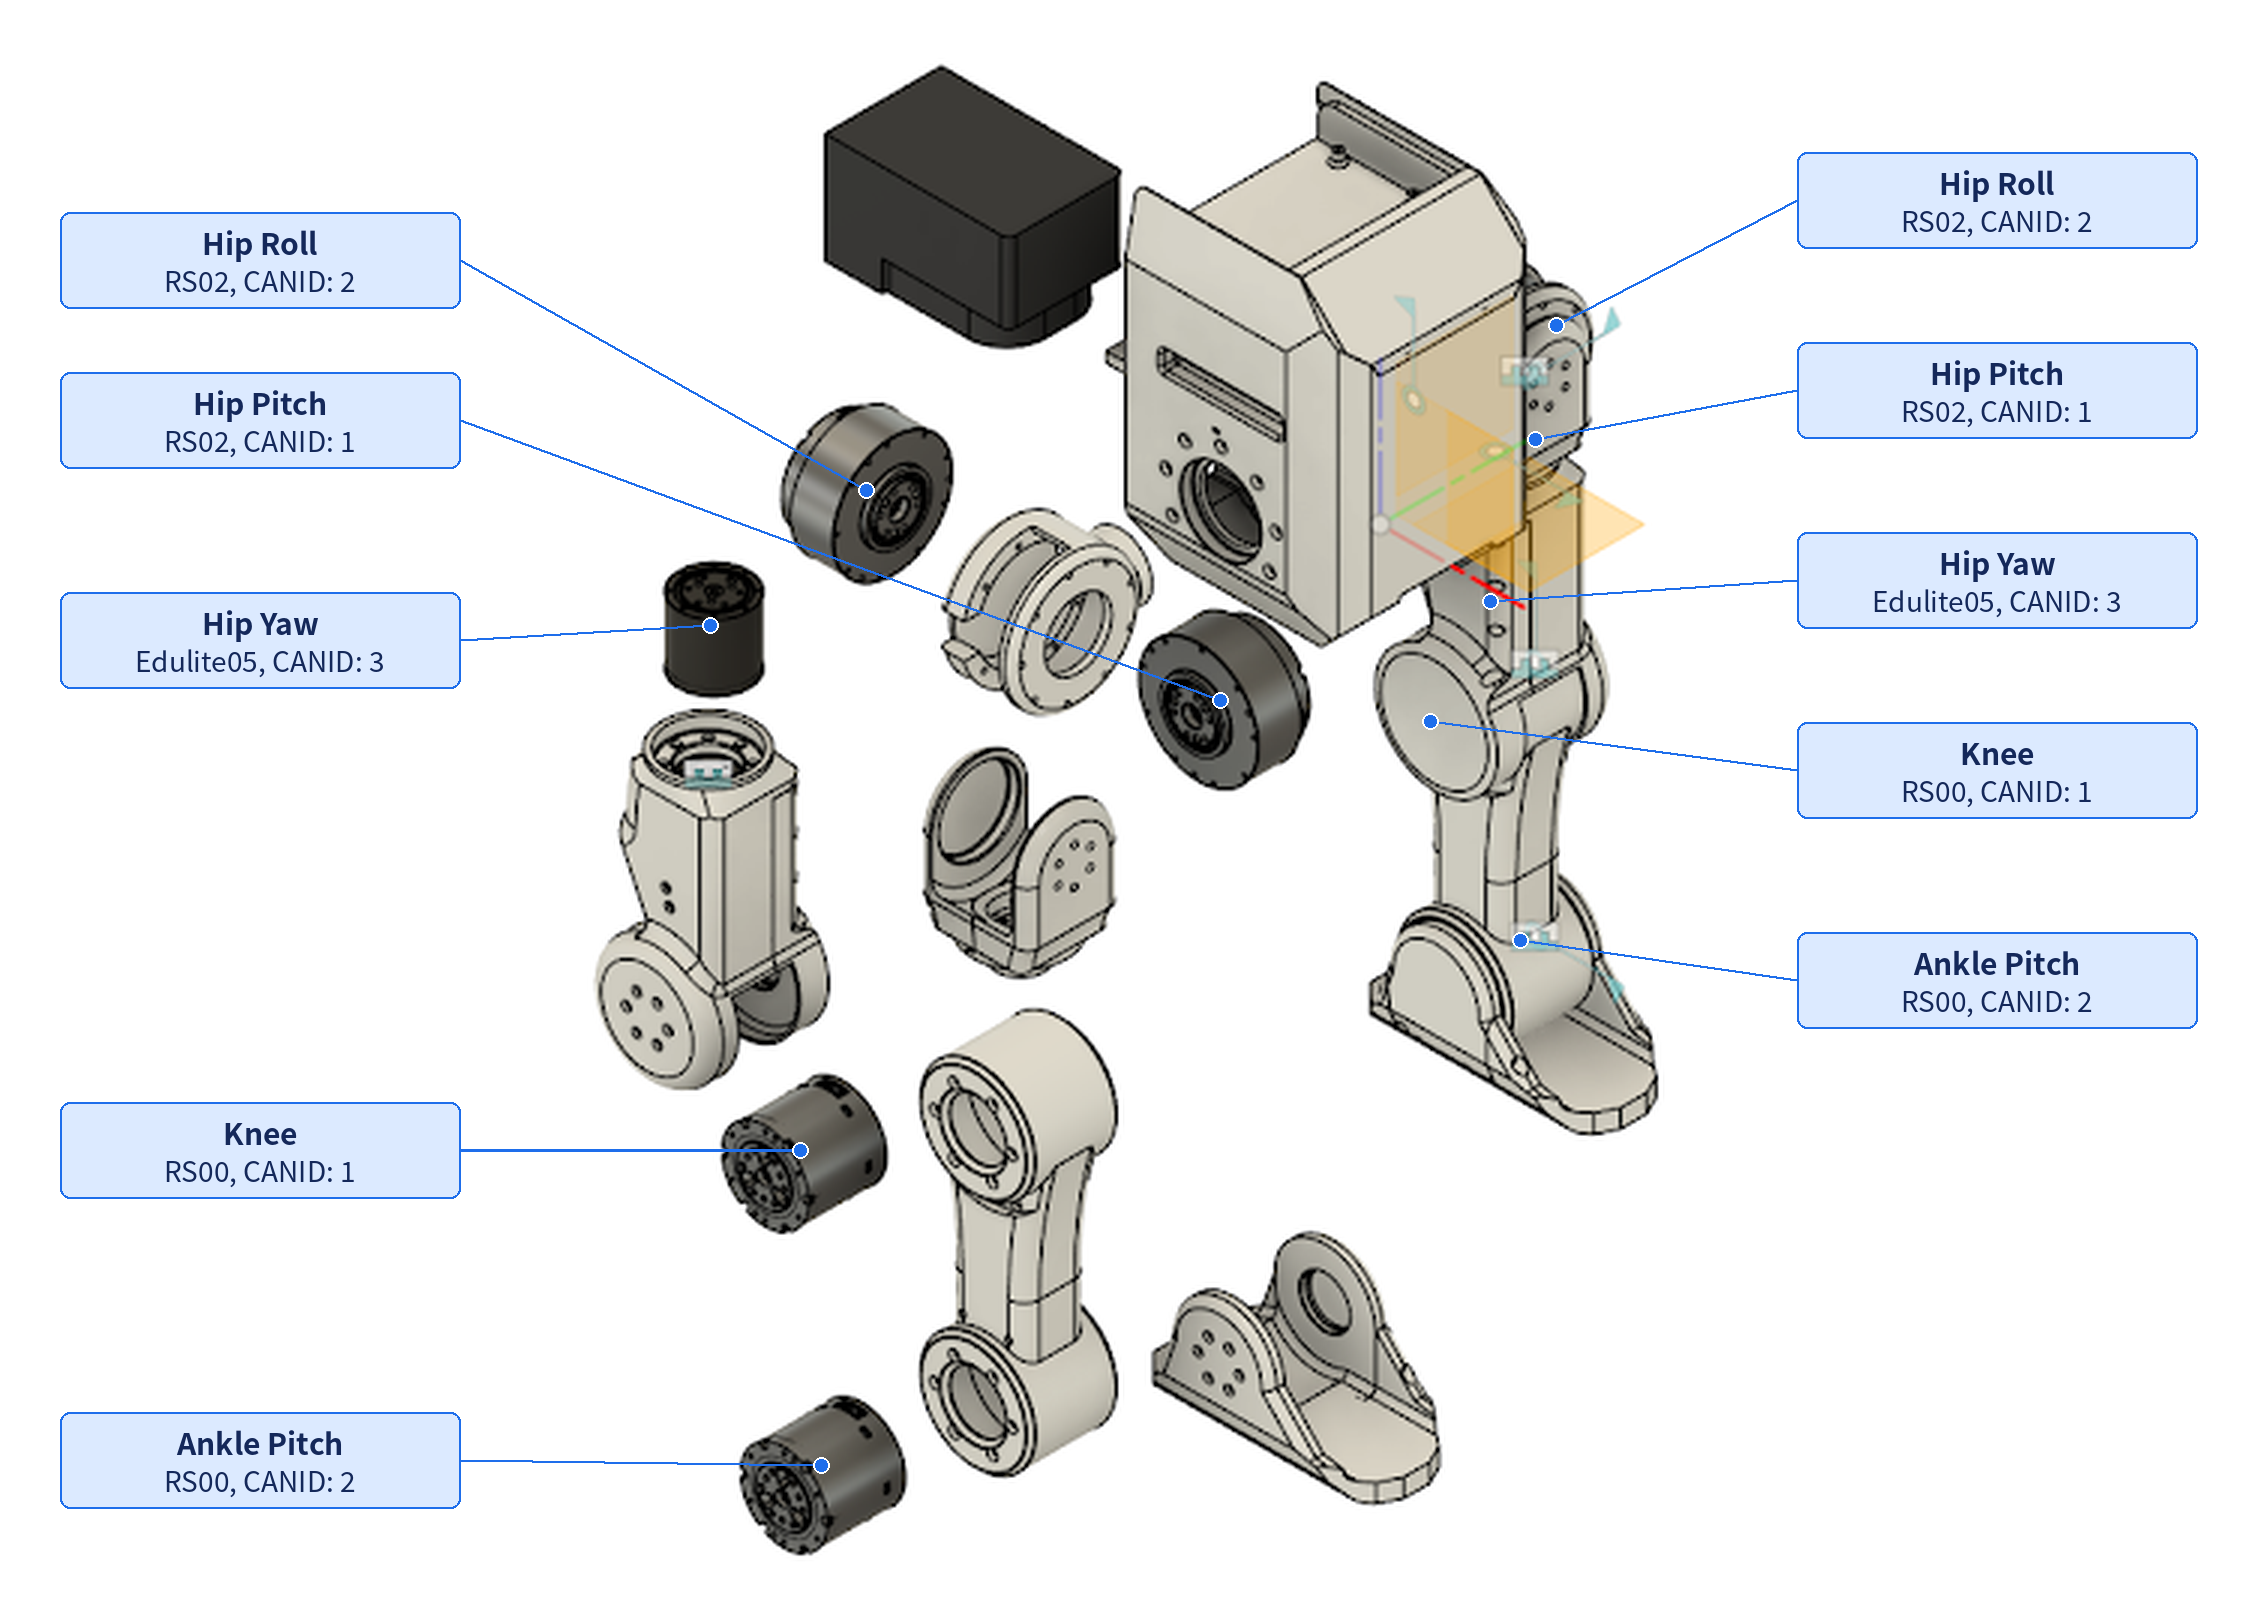 Hip Roll
RS02, CANID: 2
Hip Pitch
RS02, CANID: 1
Hip Yaw
Edulite05, CANID: 3
Knee
RS00, CANID: 1
Ankle Pitch
RS00, CANID: 2
Hip Roll
RS02, CANID: 2
Hip Pitch
RS02, CANID: 1
Hip Yaw
Edulite05, CANID: 3
Knee
RS00, CANID: 1
Ankle Pitch
RS00, CANID: 2